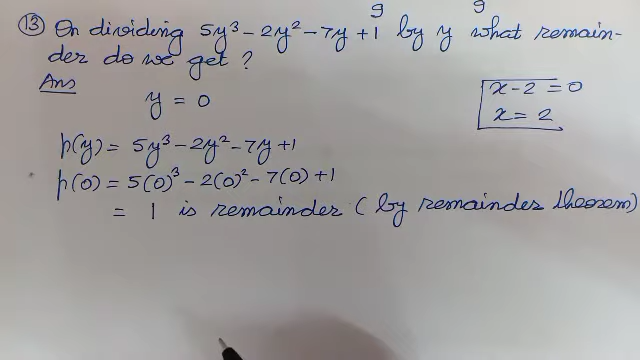 g g
13 On dividing 5y³ - 2y² - 7y + 1 by y what remain-
der do we get ?
Ans
y = 0
x - 2 = 0
x = 2
p(y) = 5y³ - 2y² - 7y + 1
p(0) = 5(0)³ - 2(0)² - 7(0) + 1
= 1 is remainder ( by remainder theorem)